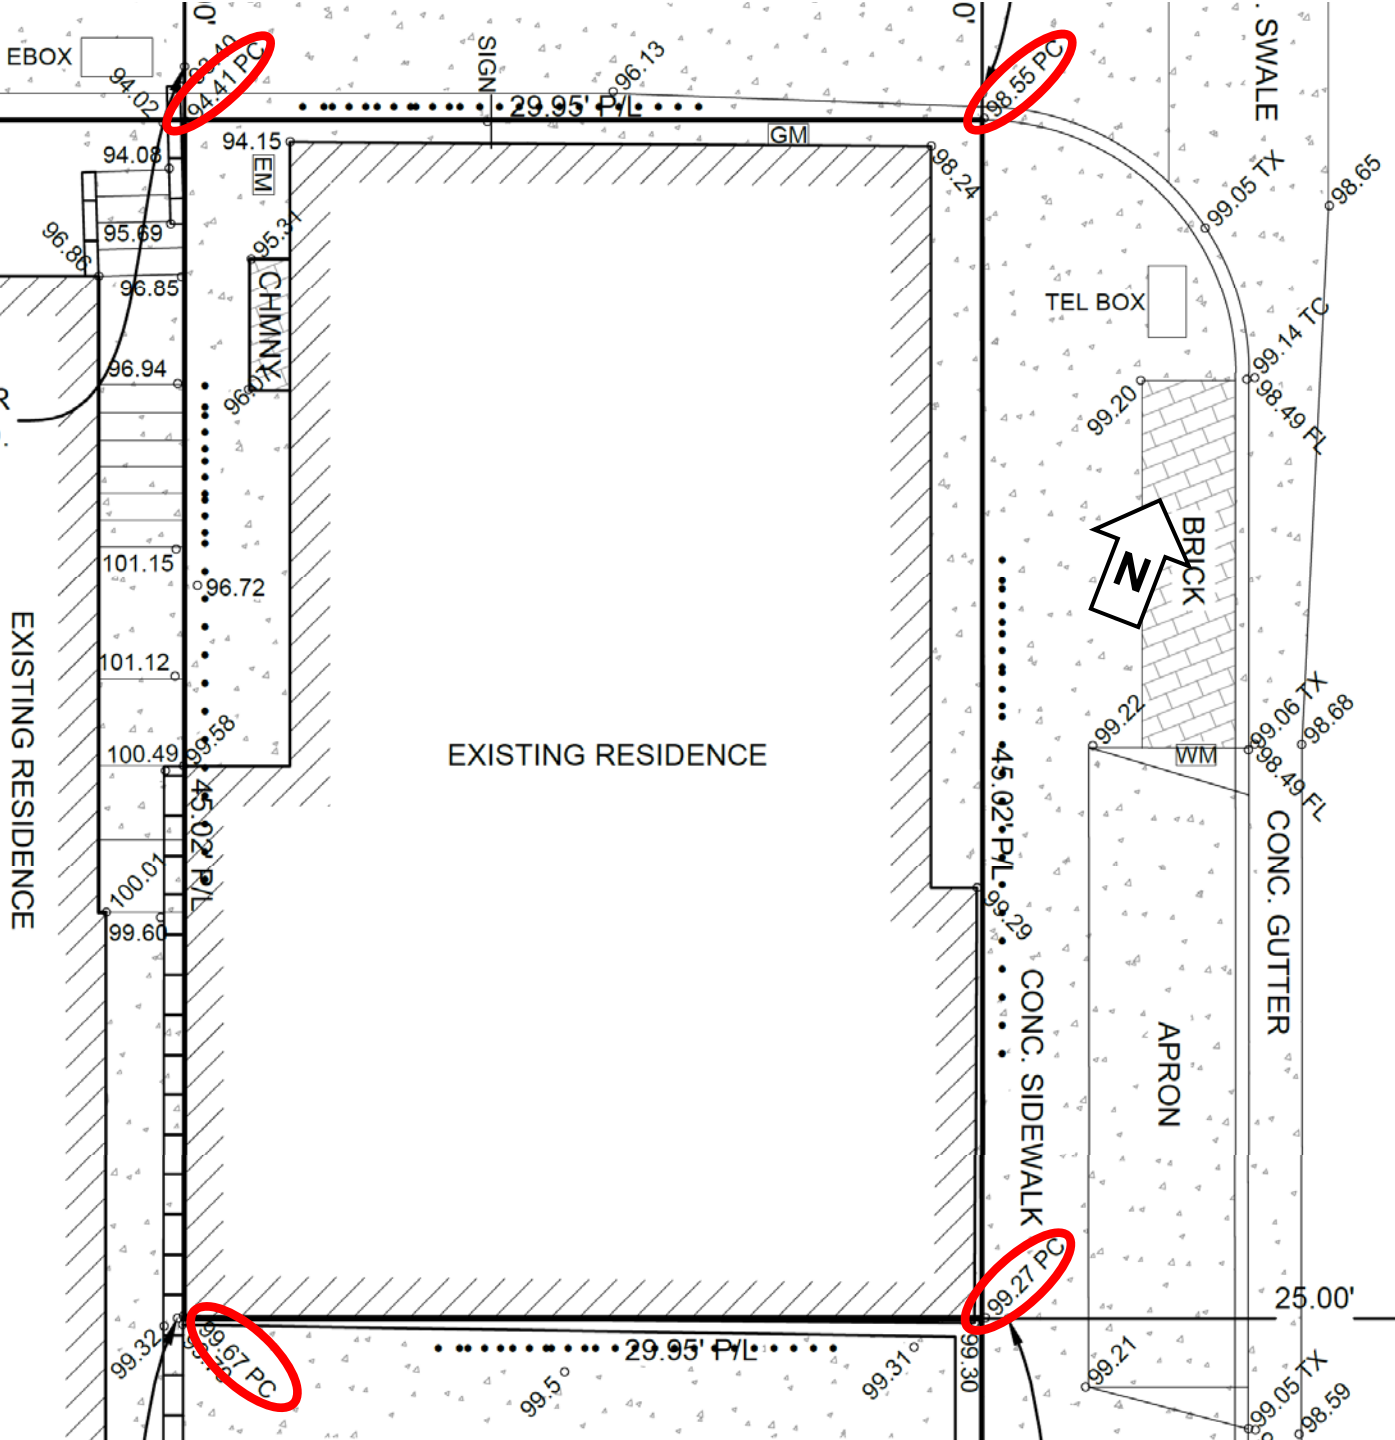 0'
0'
. SWALE
EBOX
94.02
94.41 PC
SIGN
96.13
98.55 PC
29.95' P/L
GM
94.15
EM
94.08
98.24
99.05 TX
98.65
95.69
96.86
95.31
96.85
CHMNY
TEL BOX
99.14 TC
96.94
96.07
99.20
98.49 FL
R
.
BRICK
N
101.15
96.72
EXISTING RESIDENCE
101.12
99.58
100.49
EXISTING RESIDENCE
99.22
99.06 TX
98.68
WM
98.49 FL
45.02' P/L
45.02' P/L
CONC. GUTTER
100.01
99.60
99.29
CONC. SIDEWALK
APRON
99.27 PC
25.00'
99.32
99.67 PC
29.95' P/L
99.5
99.31
99.30
99.21
99.05 TX
98.59